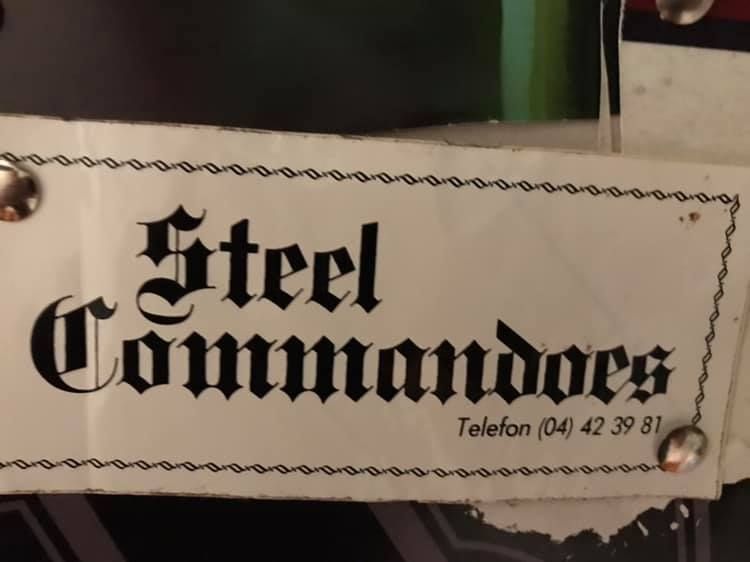 Steel
Commandoes
Telefon (04) 42 39 81